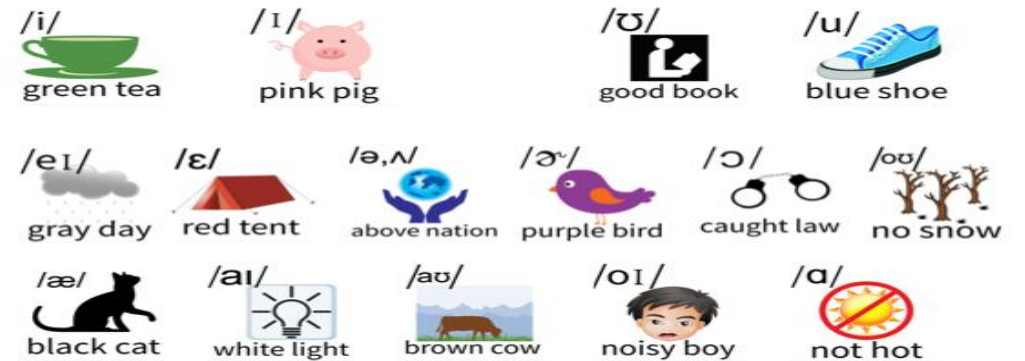 /i/ /ɪ/ /ʊ/ /u/
green tea pink pig good book blue shoe
/eɪ/ /ɛ/ /ə,ʌ/ /ɚ/ /ɔ/ /oʊ/
gray day red tent above nation purple bird caught law no snow
/æ/ /aɪ/ /aʊ/ /oɪ/ /ɑ/
black cat white light brown cow noisy boy not hot